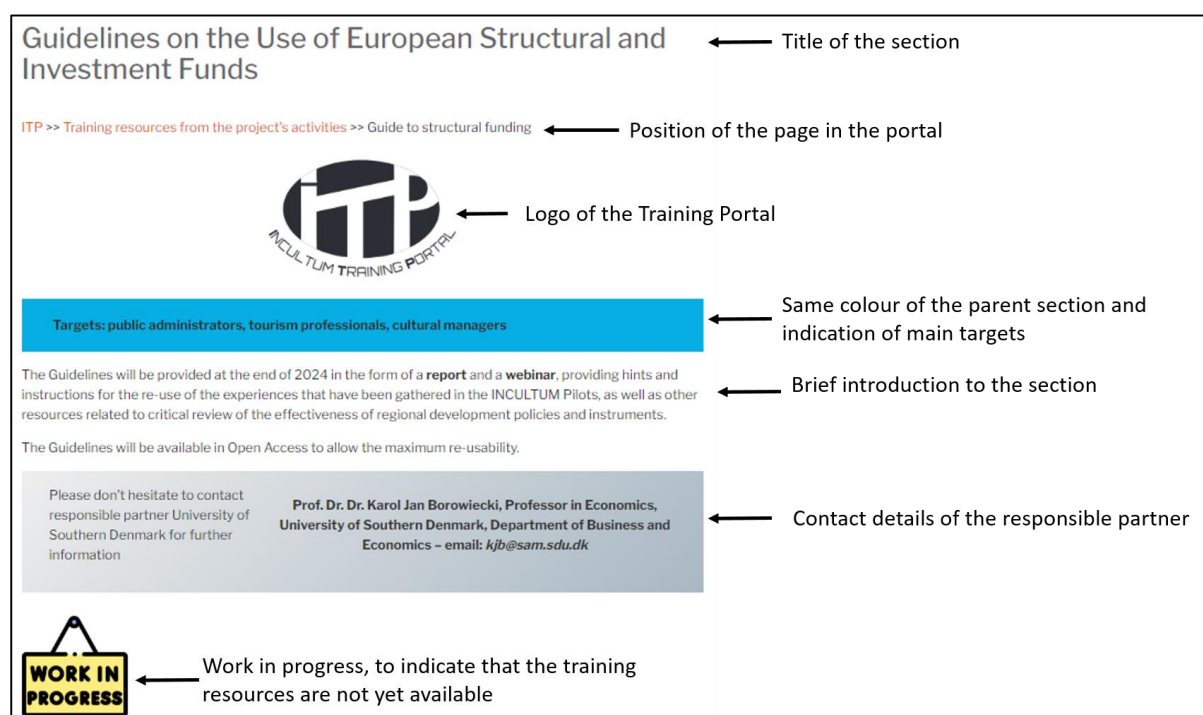 Guidelines on the Use of European Structural and
Investment Funds
Title of the section
ITP >> Training resources from the project's activities >> Guide to structural funding
Position of the page in the portal
iTP
INCULTUM TRAINING PORTAL
Logo of the Training Portal
Targets: public administrators, tourism professionals, cultural managers
Same colour of the parent section and
indication of main targets
The Guidelines will be provided at the end of 2024 in the form of a report and a webinar, providing hints and
instructions for the re-use of the experiences that have been gathered in the INCULTUM Pilots, as well as other
resources related to critical review of the effectiveness of regional development policies and instruments.
Brief introduction to the section
The Guidelines will be available in Open Access to allow the maximum re-usability.
Please don't hesitate to contact
responsible partner University of
Southern Denmark for further
information
Prof. Dr. Dr. Karol Jan Borowiecki, Professor in Economics,
University of Southern Denmark, Department of Business and
Economics – email: kjb@sam.sdu.dk
Contact details of the responsible partner
WORK IN
PROGRESS
Work in progress, to indicate that the training
resources are not yet available